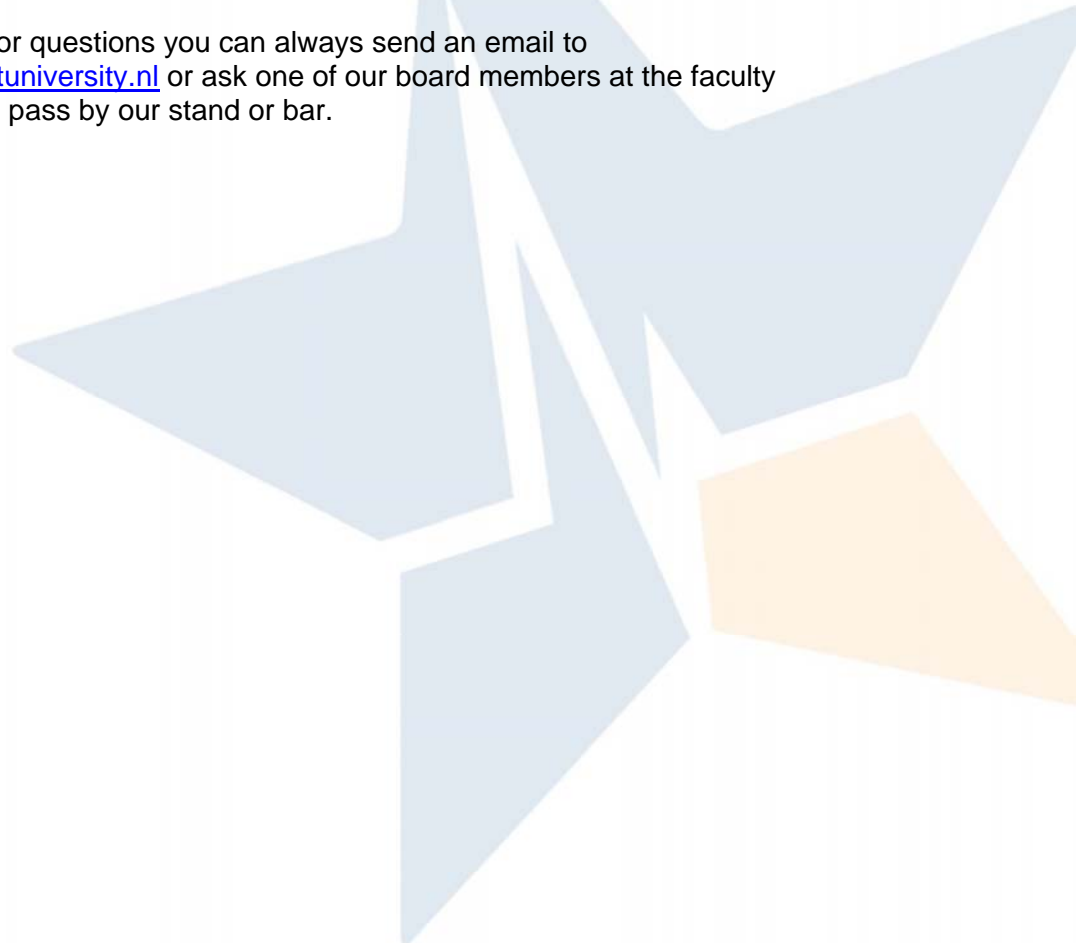 or questions you can always send an email to
tuniversity.nl or ask one of our board members at the faculty
pass by our stand or bar.